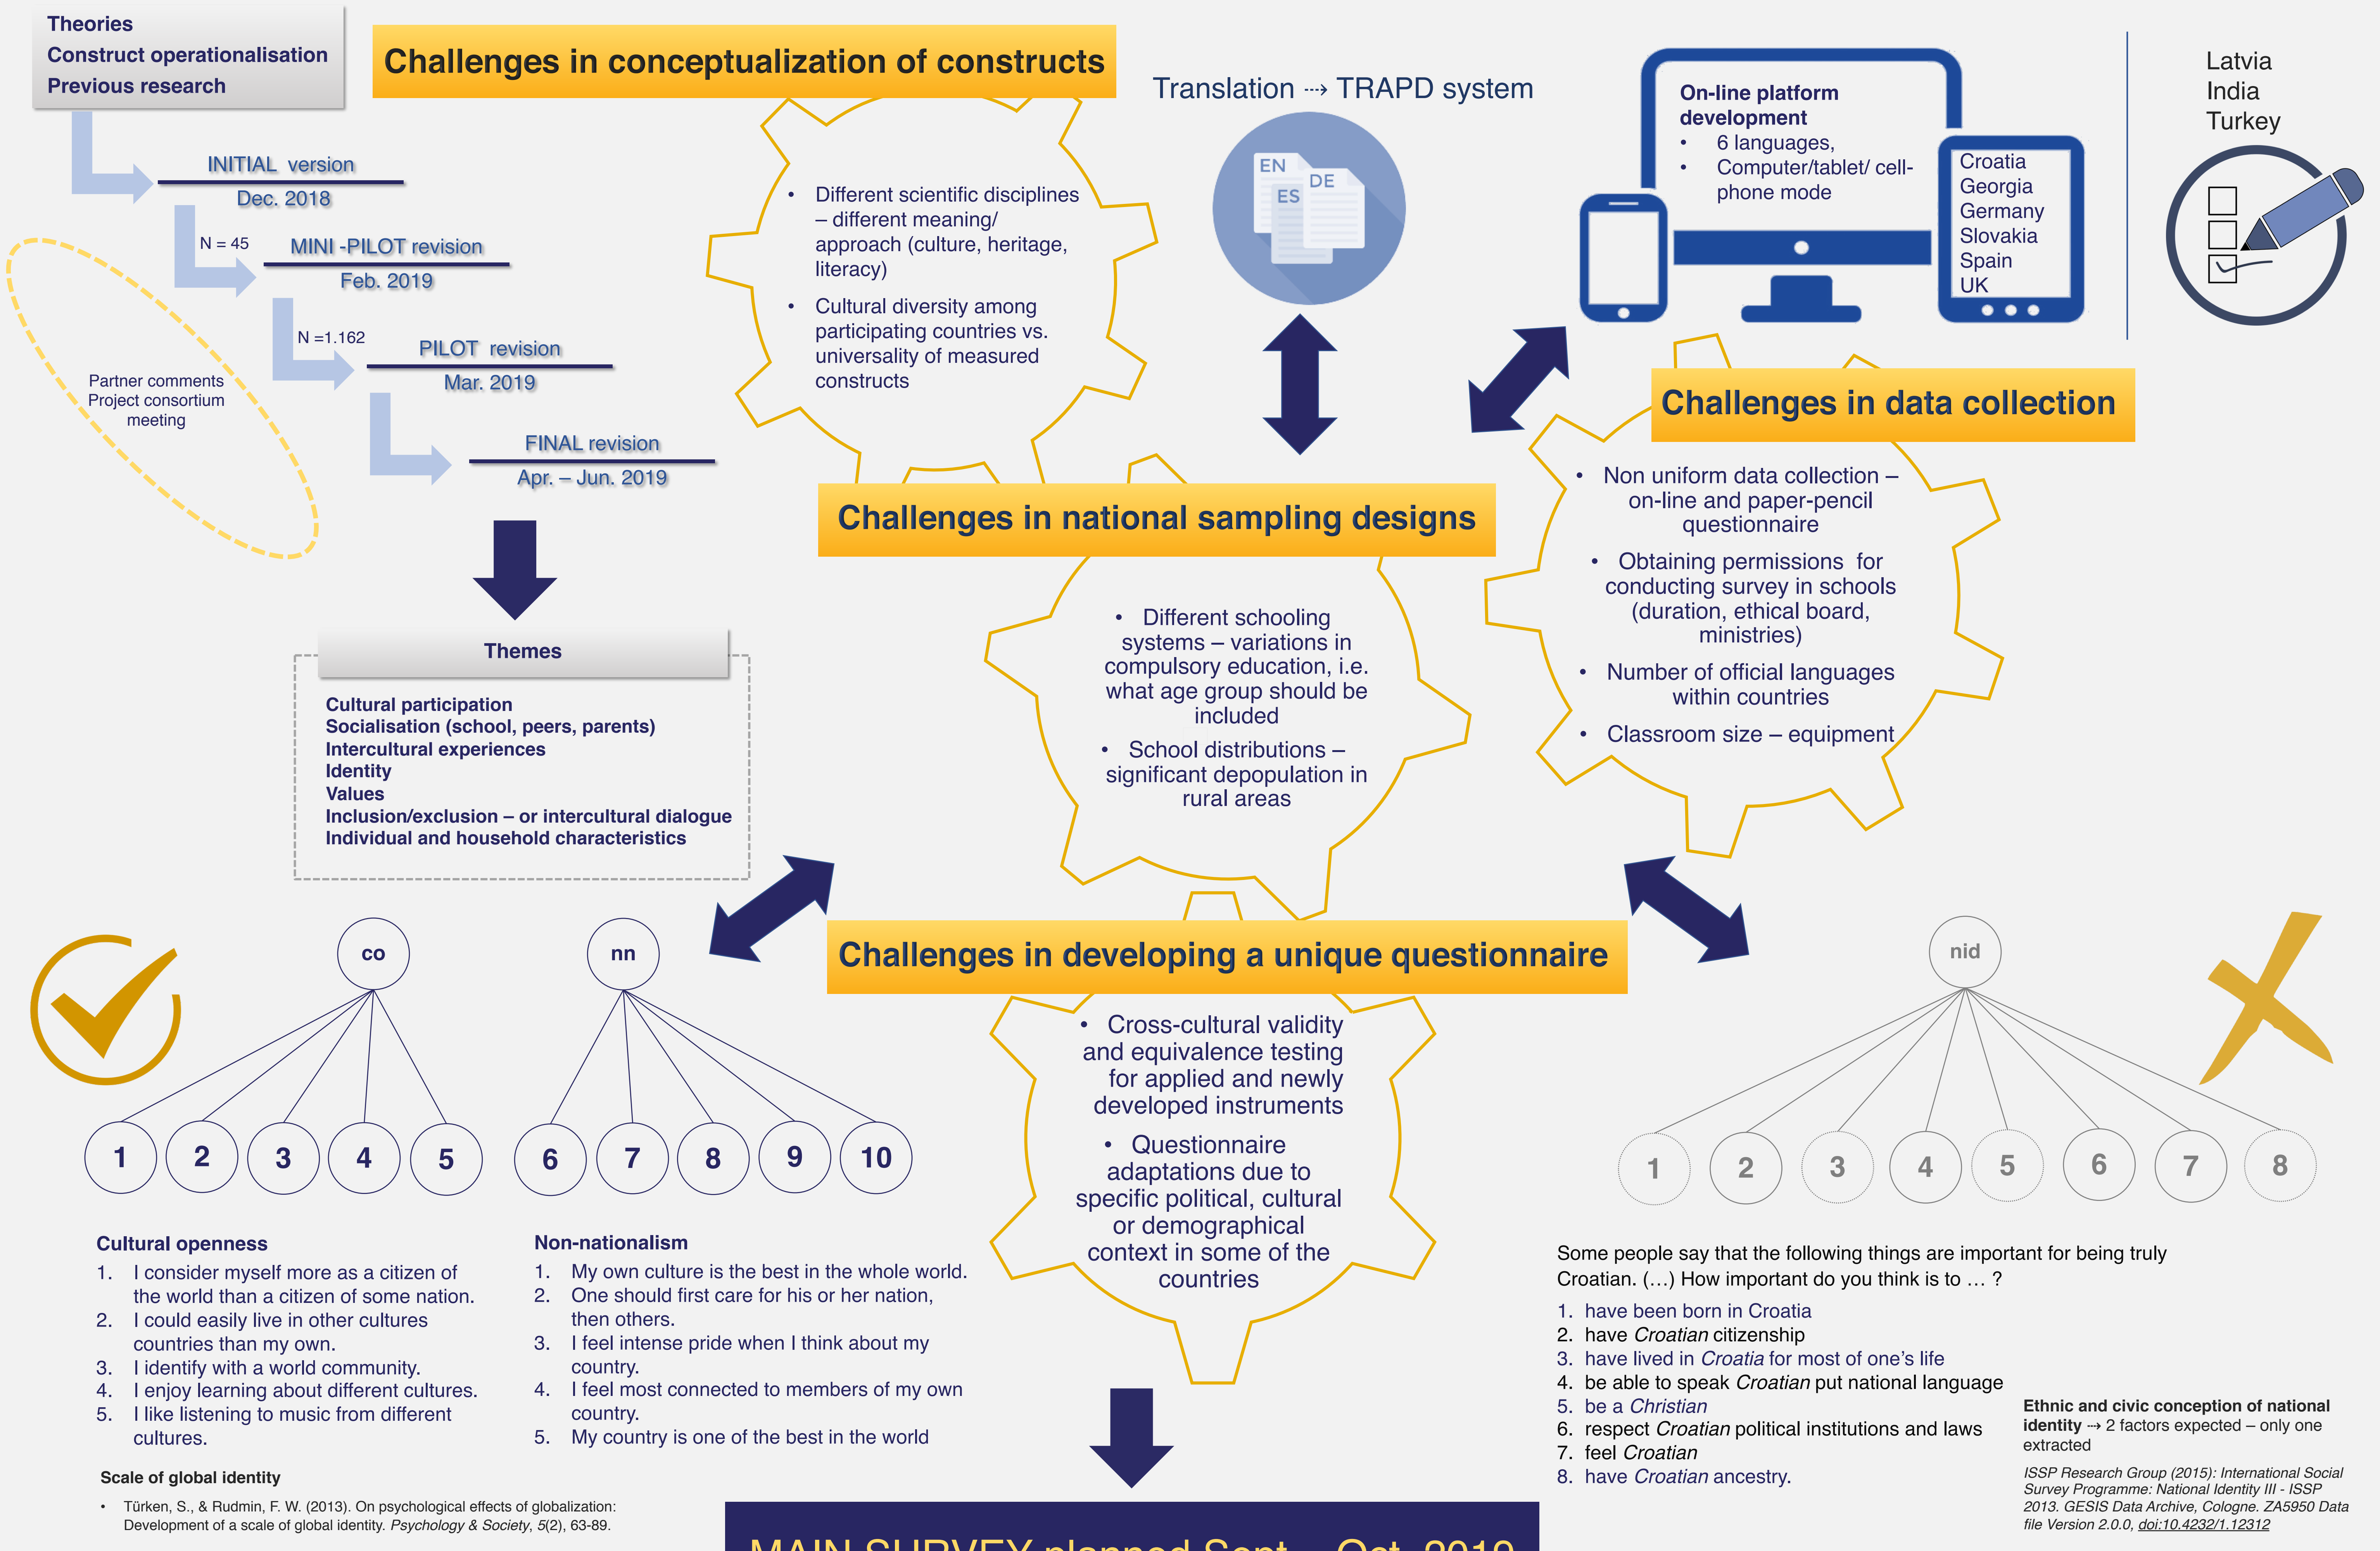 Theories
Construct operationalisation
Previous research
Challenges in conceptualization of constructs
INITIAL version
Dec. 2018
N = 45
MINI -PILOT revision
Feb. 2019
N =1.162
PILOT revision
Mar. 2019
FINAL revision
Apr. – Jun. 2019
Partner comments
Project consortium
meeting
• Different scientific disciplines
– different meaning/
approach (culture, heritage,
literacy)
• Cultural diversity among
participating countries vs.
universality of measured
constructs
Translation ⇢ TRAPD system
EN
DE
ES
On-line platform
development
• 6 languages,
• Computer/tablet/ cell-
phone mode
Croatia
Georgia
Germany
Slovakia
Spain
UK
Latvia
India
Turkey
Challenges in data collection
• Non uniform data collection –
on-line and paper-pencil
questionnaire
• Obtaining permissions for
conducting survey in schools
(duration, ethical board,
ministries)
• Number of official languages
within countries
• Classroom size – equipment
Challenges in national sampling designs
• Different schooling
systems – variations in
compulsory education, i.e.
what age group should be
included
• School distributions –
significant depopulation in
rural areas
Themes
Cultural participation
Socialisation (school, peers, parents)
Intercultural experiences
Identity
Values
Inclusion/exclusion – or intercultural dialogue
Individual and household characteristics
Challenges in developing a unique questionnaire
• Cross-cultural validity
and equivalence testing
for applied and newly
developed instruments
• Questionnaire
adaptations due to
specific political, cultural
or demographical
context in some of the
countries
co
1 2 3 4 5
nn
6 7 8 9 10
Cultural openness
1. I consider myself more as a citizen of
the world than a citizen of some nation.
2. I could easily live in other cultures
countries than my own.
3. I identify with a world community.
4. I enjoy learning about different cultures.
5. I like listening to music from different
cultures.
Non-nationalism
1. My own culture is the best in the whole world.
2. One should first care for his or her nation,
then others.
3. I feel intense pride when I think about my
country.
4. I feel most connected to members of my own
country.
5. My country is one of the best in the world
Scale of global identity
• Türken, S., & Rudmin, F. W. (2013). On psychological effects of globalization:
Development of a scale of global identity. Psychology & Society, 5(2), 63-89.
nid
1 2 3 4 5 6 7 8
Some people say that the following things are important for being truly
Croatian. (…) How important do you think is to … ?
1. have been born in Croatia
2. have Croatian citizenship
3. have lived in Croatia for most of one’s life
4. be able to speak Croatian put national language
5. be a Christian
6. respect Croatian political institutions and laws
7. feel Croatian
8. have Croatian ancestry.
Ethnic and civic conception of national
identity ⇢ 2 factors expected – only one
extracted
ISSP Research Group (2015): International Social
Survey Programme: National Identity III - ISSP
2013. GESIS Data Archive, Cologne. ZA5950 Data
file Version 2.0.0, doi:10.4232/1.12312
MAIN SURVEY planned Sept. – Oct. 2019